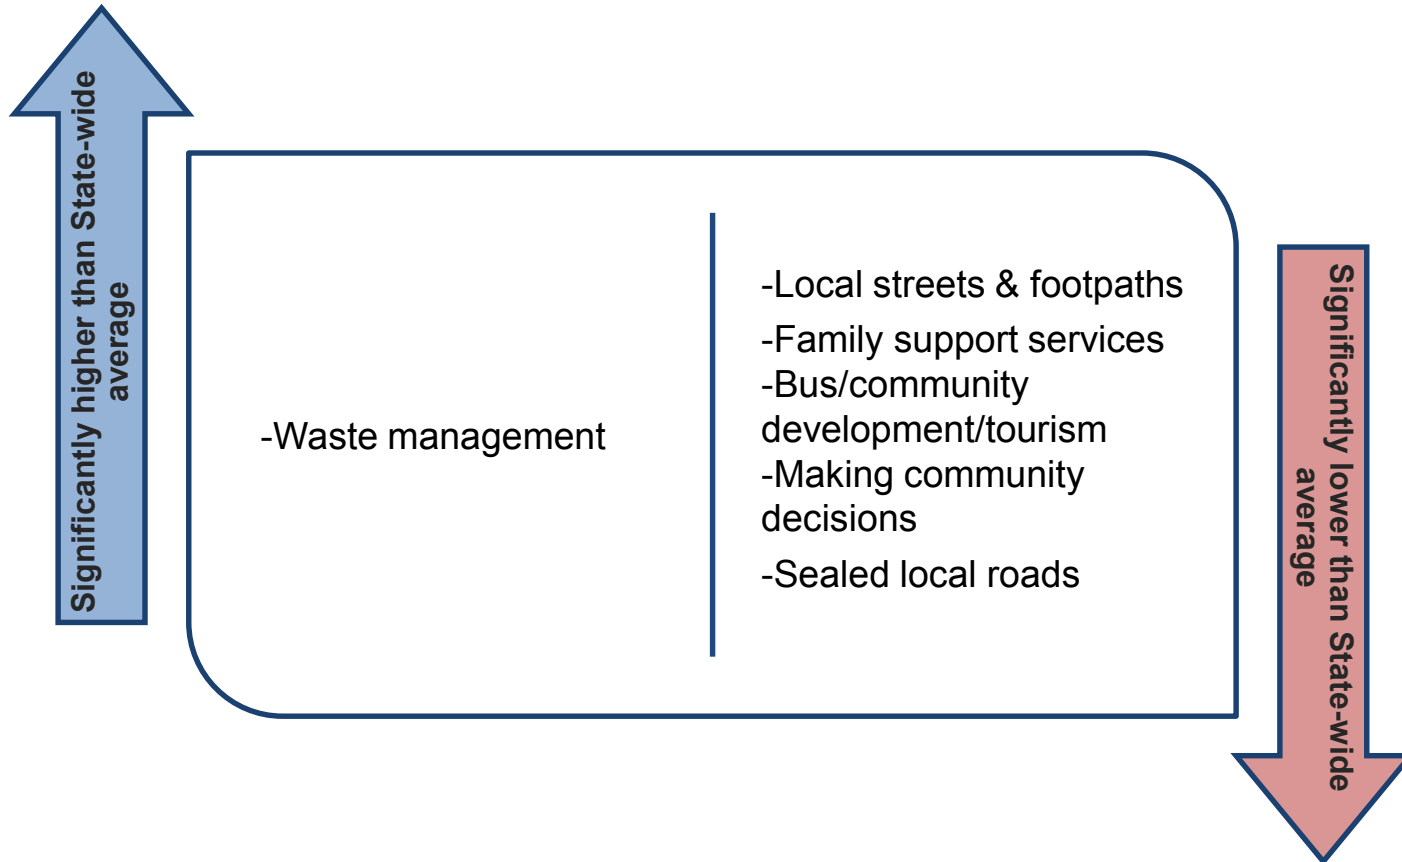 Significantly higher than State-wide
average
-Waste management
-Local streets & footpaths
-Family support services
-Bus/community
development/tourism
-Making community
decisions
-Sealed local roads
Significantly lower than State-wide
average